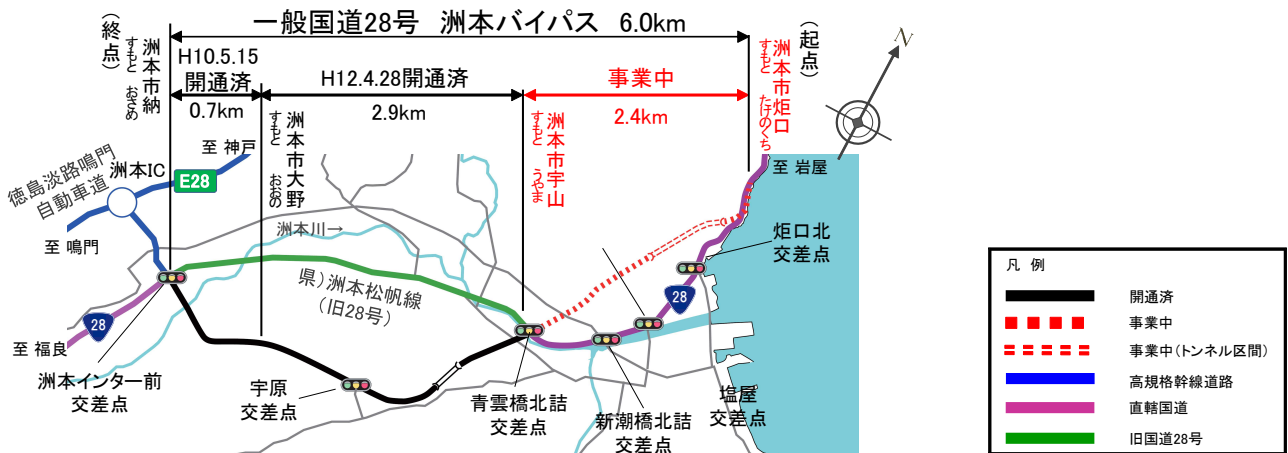 一般国道28号 洲本バイパス 6.0km
(終点)
洲本市納
すもと おさめ
H10.5.15
開通済
0.7km
H12.4.28開通済
2.9km
事業中
2.4km
(起点)
洲本市炬口
すもと たけのくち
N
洲本市大野
すもと おおの
洲本市宇山
すもと うやま
至 神戸
徳島淡路鳴門
自動車道
洲本IC
E28
至 鳴門
至 岩屋
洲本川→
県)洲本松帆線
(旧28号)
炬口北
交差点
28
28
至 福良
洲本インター前
交差点
宇原
交差点
青雲橋北詰
交差点
新潮橋北詰
交差点
塩屋
交差点
凡 例
開通済
事業中
事業中(トンネル区間)
高規格幹線道路
直轄国道
旧国道28号